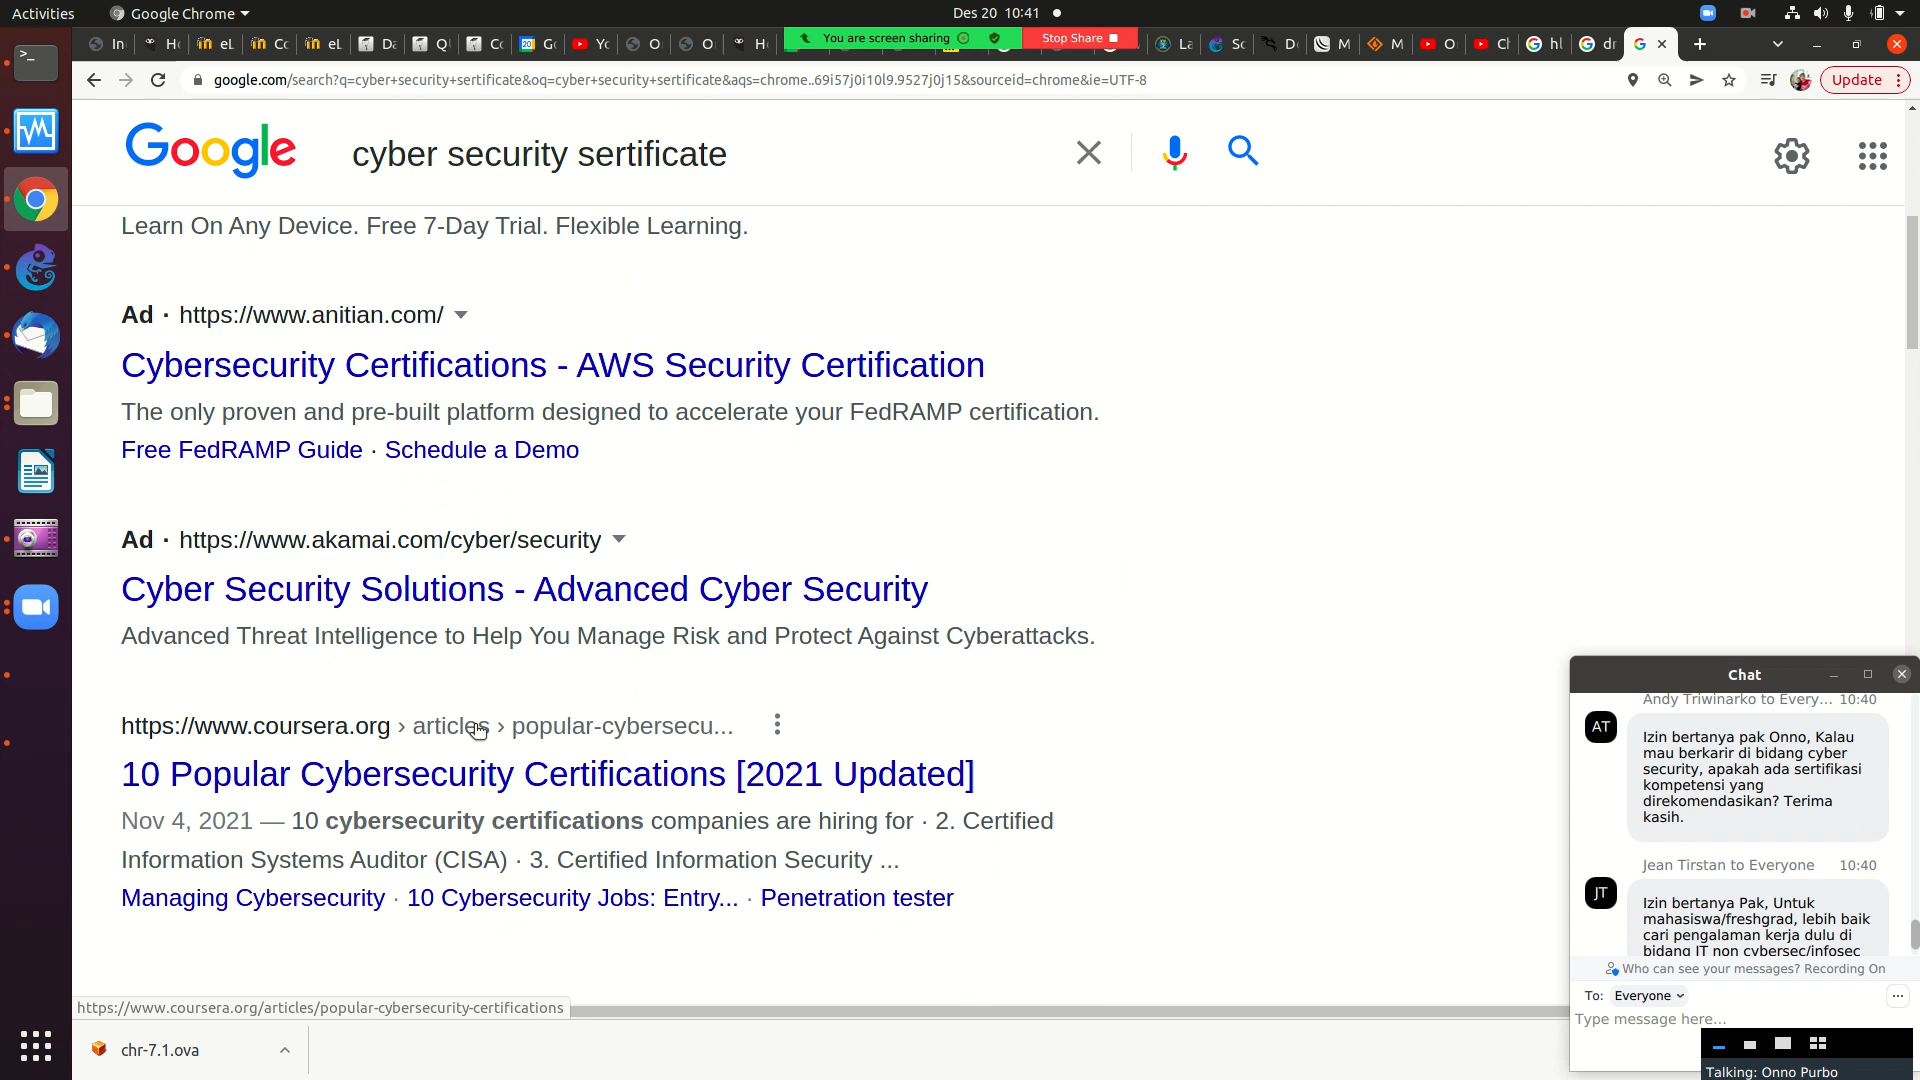 Activities
Google Chrome
Des 20 10:41
You are screen sharing
Stop Share
google.com/search?q=cyber+security+sertificate&oq=cyber+security+sertificate&aqs=chrome..69i57j0i10l9.9527j0j15&sourceid=chrome&ie=UTF-8
Update
Google
cyber security sertificate
Learn On Any Device. Free 7-Day Trial. Flexible Learning.
Ad · https://www.anitian.com/
Cybersecurity Certifications - AWS Security Certification
The only proven and pre-built platform designed to accelerate your FedRAMP certification.
Free FedRAMP Guide · Schedule a Demo
Ad · https://www.akamai.com/cyber/security
Cyber Security Solutions - Advanced Cyber Security
Advanced Threat Intelligence to Help You Manage Risk and Protect Against Cyberattacks.
https://www.coursera.org › articles › popular-cybersecu...
10 Popular Cybersecurity Certifications [2021 Updated]
Nov 4, 2021 — 10 cybersecurity certifications companies are hiring for · 2. Certified
Information Systems Auditor (CISA) · 3. Certified Information Security ...
Managing Cybersecurity · 10 Cybersecurity Jobs: Entry... · Penetration tester
https://www.coursera.org/articles/popular-cybersecurity-certifications
chr-7.1.ova
Chat
Andy Triwinarko to Every... 10:40
AT
Izin bertanya pak Onno, Kalau
mau berkarir di bidang cyber
security, apakah ada sertifikasi
kompetensi yang
direkomendasikan? Terima
kasih.
Jean Tirstan to Everyone 10:40
JT
Izin bertanya Pak, Untuk
mahasiswa/freshgrad, lebih baik
cari pengalaman kerja dulu di
bidang IT non cybersec/infosec
Who can see your messages? Recording On
To: Everyone
Type message here...
Talking: Onno Purbo